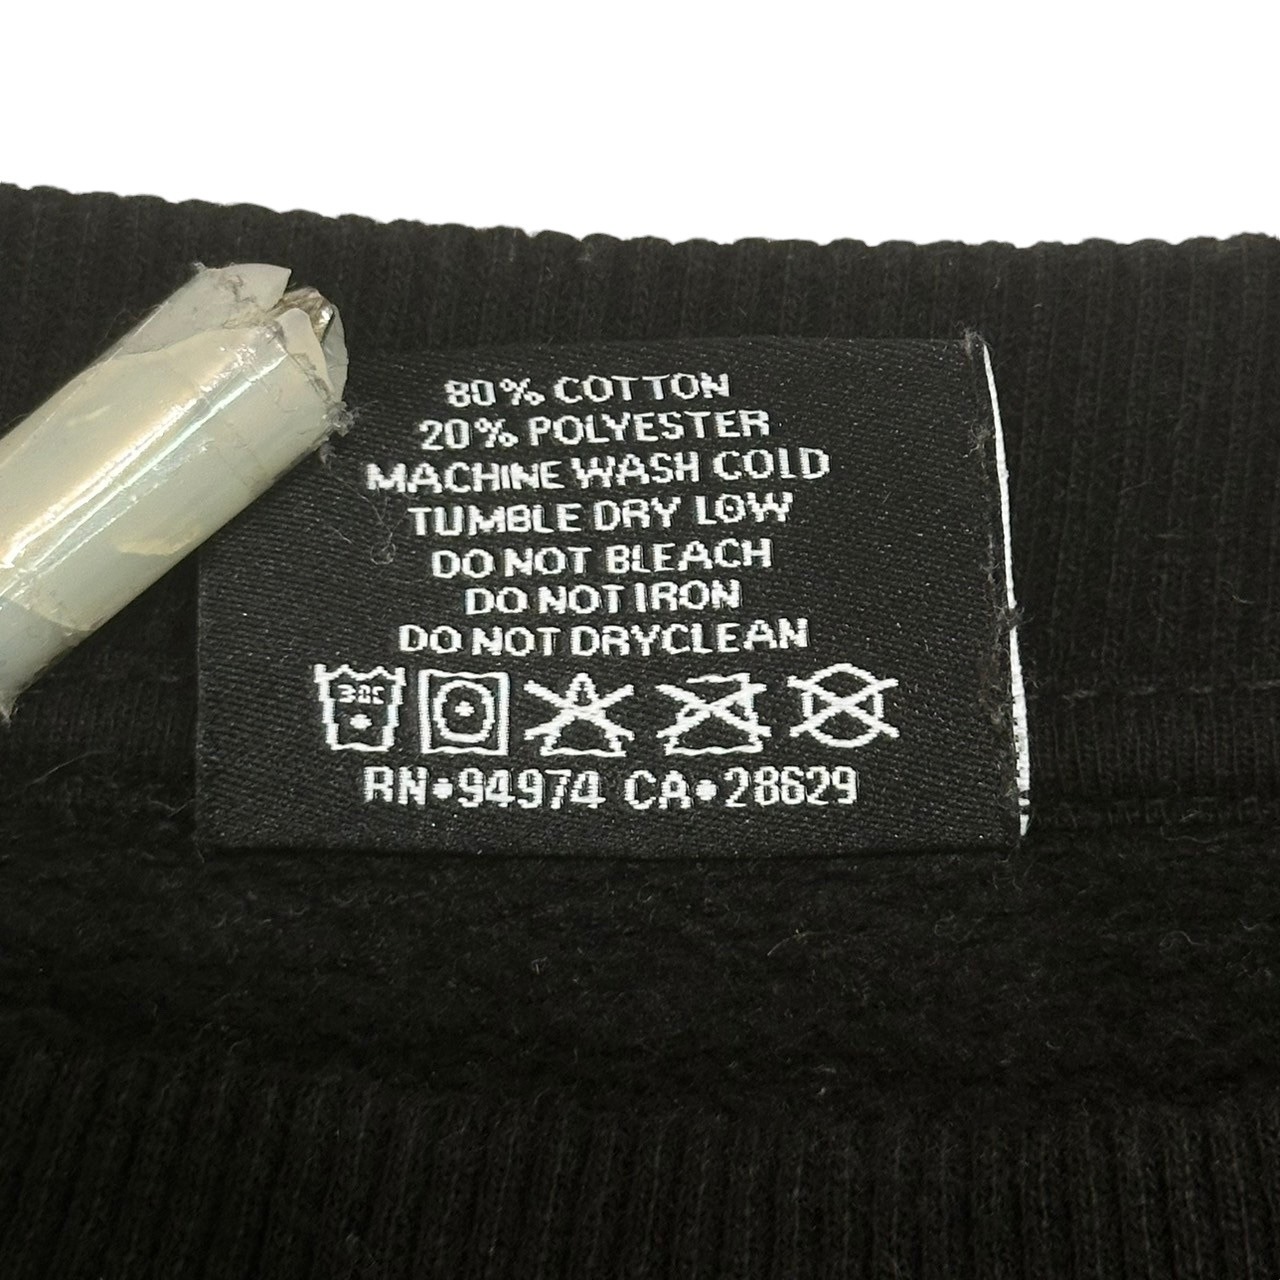 80% COTTON
20% POLYESTER
MACHINE WASH COLD
TUMBLE DRY LOW
DO NOT BLEACH
DO NOT IRON
DO NOT DRYCLEAN
30C
RN•94974 CA•28629